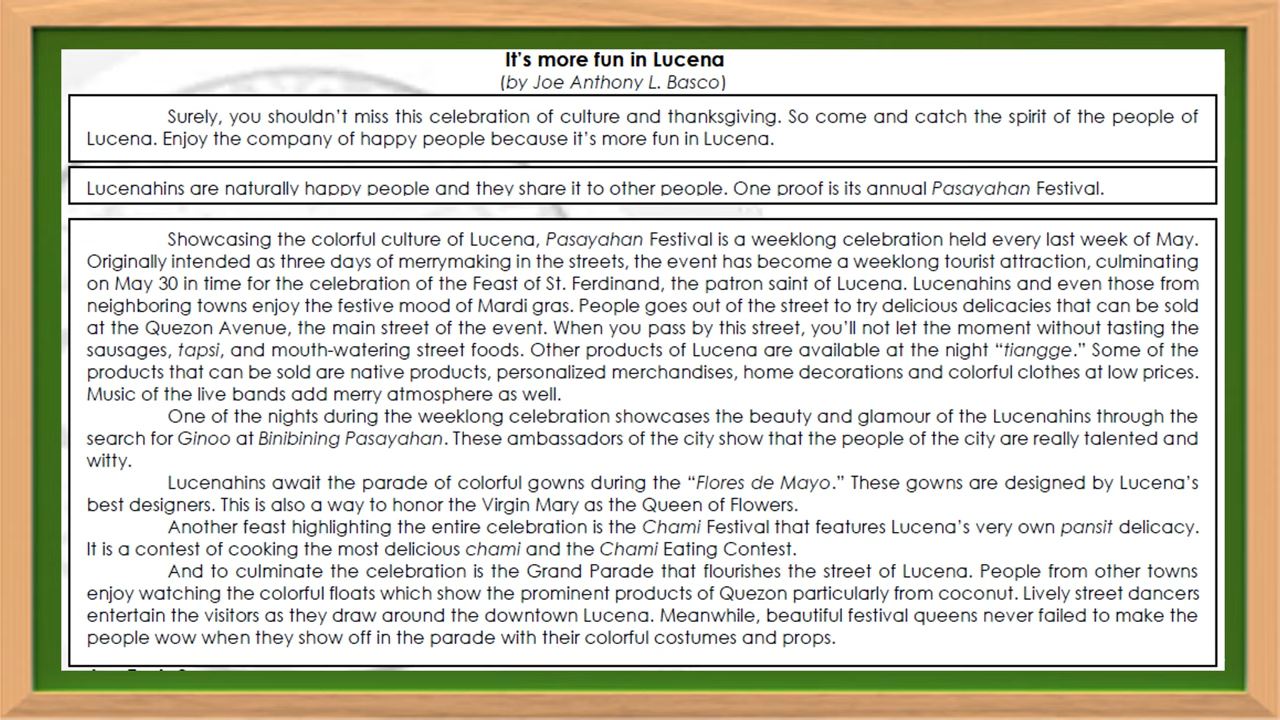 It's more fun in Lucena
(by Joe Anthony L. Basco)
Surely, you shouldn't miss this celebration of culture and thanksgiving. So come and catch the spirit of the people of
Lucena. Enjoy the company of happy people because it's more fun in Lucena.
Lucenahins are naturally happy people and they share it to other people. One proof is its annual Pasayahan Festival.
Showcasing the colorful culture of Lucena, Pasayahan Festival is a weeklong celebration held every last week of May.
Originally intended as three days of merrymaking in the streets, the event has become a weeklong tourist attraction, culminating
on May 30 in time for the celebration of the Feast of St. Ferdinand, the patron saint of Lucena. Lucenahins and even those from
neighboring towns enjoy the festive mood of Mardi gras. People goes out of the street to try delicious delicacies that can be sold
at the Quezon Avenue, the main street of the event. When you pass by this street, you'll not let the moment without tasting the
sausages, tapsi, and mouth-watering street foods. Other products of Lucena are available at the night "tiangge." Some of the
products that can be sold are native products, personalized merchandises, home decorations and colorful clothes at low prices.
Music of the live bands add merry atmosphere as well.
One of the nights during the weeklong celebration showcases the beauty and glamour of the Lucenahins through the
search for Ginoo at Binibining Pasayahan. These ambassadors of the city show that the people of the city are really talented and
witty.
Lucenahins await the parade of colorful gowns during the "Flores de Mayo." These gowns are designed by Lucena's
best designers. This is also a way to honor the Virgin Mary as the Queen of Flowers.
Another feast highlighting the entire celebration is the Chami Festival that features Lucena's very own pansit delicacy.
It is a contest of cooking the most delicious chami and the Chami Eating Contest.
And to culminate the celebration is the Grand Parade that flourishes the street of Lucena. People from other towns
enjoy watching the colorful floats which show the prominent products of Quezon particularly from coconut. Lively street dancers
entertain the visitors as they draw around the downtown Lucena. Meanwhile, beautiful festival queens never failed to make the
people wow when they show off in the parade with their colorful costumes and props.